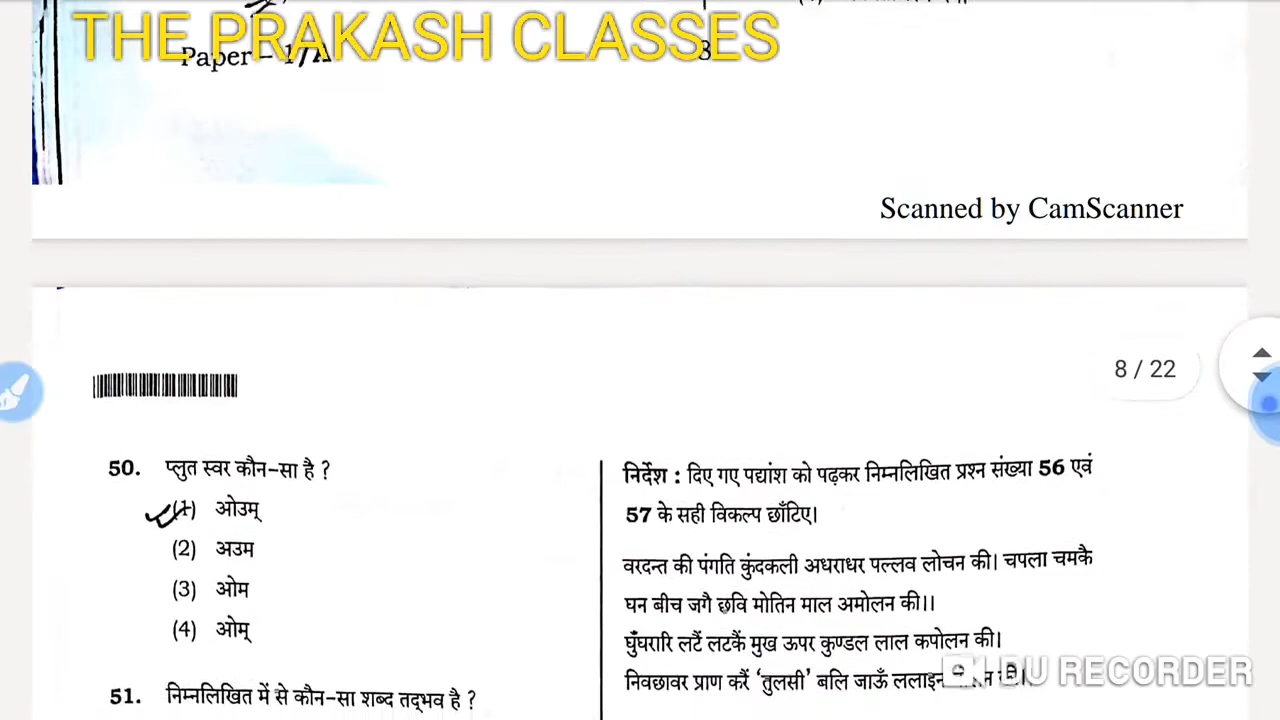 THE PRAKASH CLASSES
Paper – 1/A
8
Scanned by CamScanner
8 / 22
50. प्लुत स्वर कौन-सा है ?
(1) ओउम्
(2) अउम
(3) ओम
(4) ओम्
51. निम्नलिखित में से कौन-सा शब्द तद्भव है ?
निर्देश : दिए गए पद्यांश को पढ़कर निम्नलिखित प्रश्न संख्या 56 एवं
57 के सही विकल्प छाँटिए।
वरदन्त की पंगति कुंदकली अधराधर पल्लव लोचन की। चपला चमकै
घन बीच जगै छवि मोतिन माल अमोलन की।।
घुँघरारि लटैं लटकैं मुख ऊपर कुण्डल लाल कपोलन की।
निवछावर प्राण करैं ‘तुलसी’ बलि जाऊँ ललाइन की।
DU RECORDER